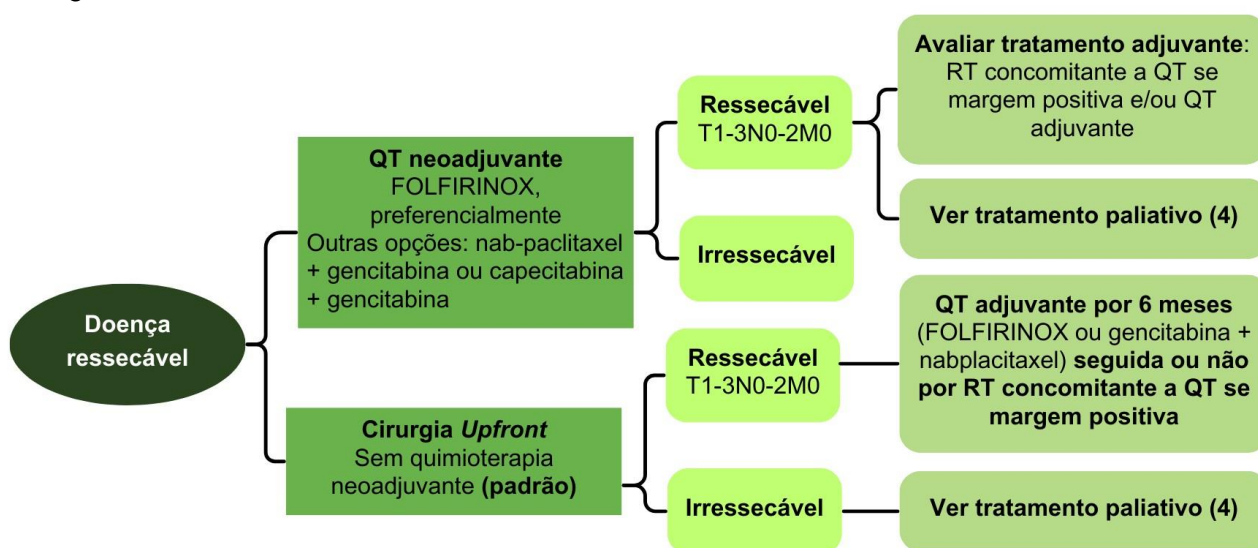 Doença
ressecável
QT neoadjuvante
FOLFIRINOX,
preferencialmente
Outras opções: nab-paclitaxel
+ gencitabina ou capecitabina
+ gencitabina
Ressecável
T1-3N0-2M0
Avaliar tratamento adjuvante:
RT concomitante a QT se
margem positiva e/ou QT
adjuvante
Ver tratamento paliativo (4)
Irressecável
Cirurgia Upfront
Sem quimioterapia
neoadjuvante (padrão)
Ressecável
T1-3N0-2M0
QT adjuvante por 6 meses
(FOLFIRINOX ou gencitabina +
nabplacitaxel) seguida ou não
por RT concomitante a QT se
margem positiva
Irressecável
Ver tratamento paliativo (4)